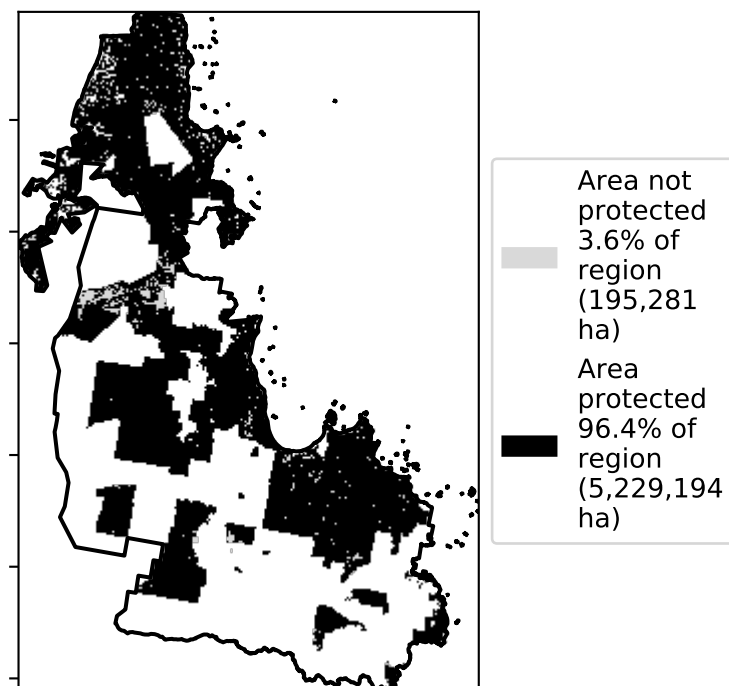 Area not
protected
3.6% of
region
(195,281
ha)
Area
protected
96.4% of
region
(5,229,194
ha)